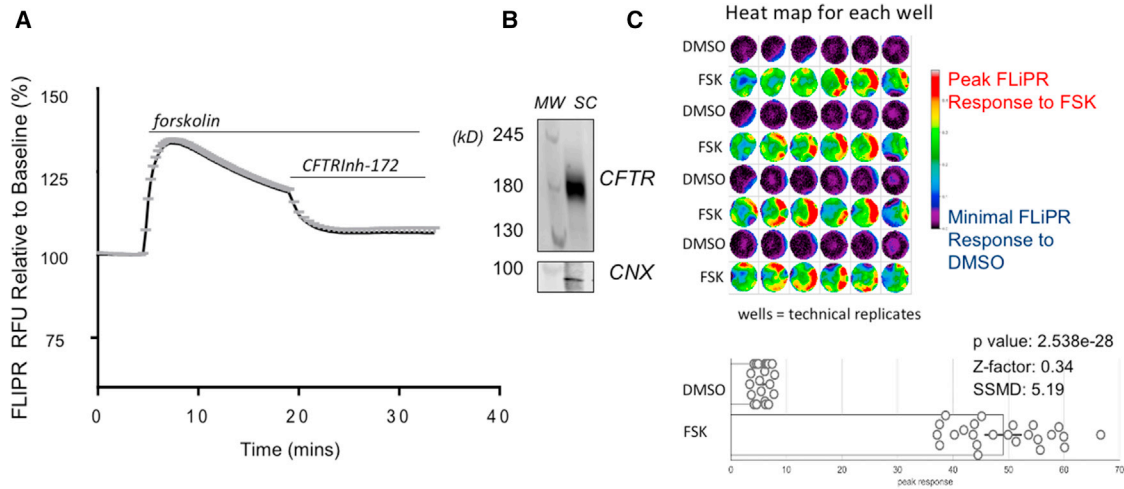 A
FLIPR RFU Relative to Baseline (%)
150
125
100
75
forskolin
CFTRInh-172
0 10 20 30 40
Time (mins)
B
MW SC
(kD)
245
180
130
100
CFTR
CNX
C
Heat map for each well
DMSO
FSK
DMSO
FSK
DMSO
FSK
DMSO
FSK
Peak FLiPR
Response to FSK
Minimal FLiPR
Response to
DMSO
wells = technical replicates
p value: 2.538e-28
Z-factor: 0.34
SSMD: 5.19
DMSO
FSK
0 10 20 30 40 50 60 70
peak response